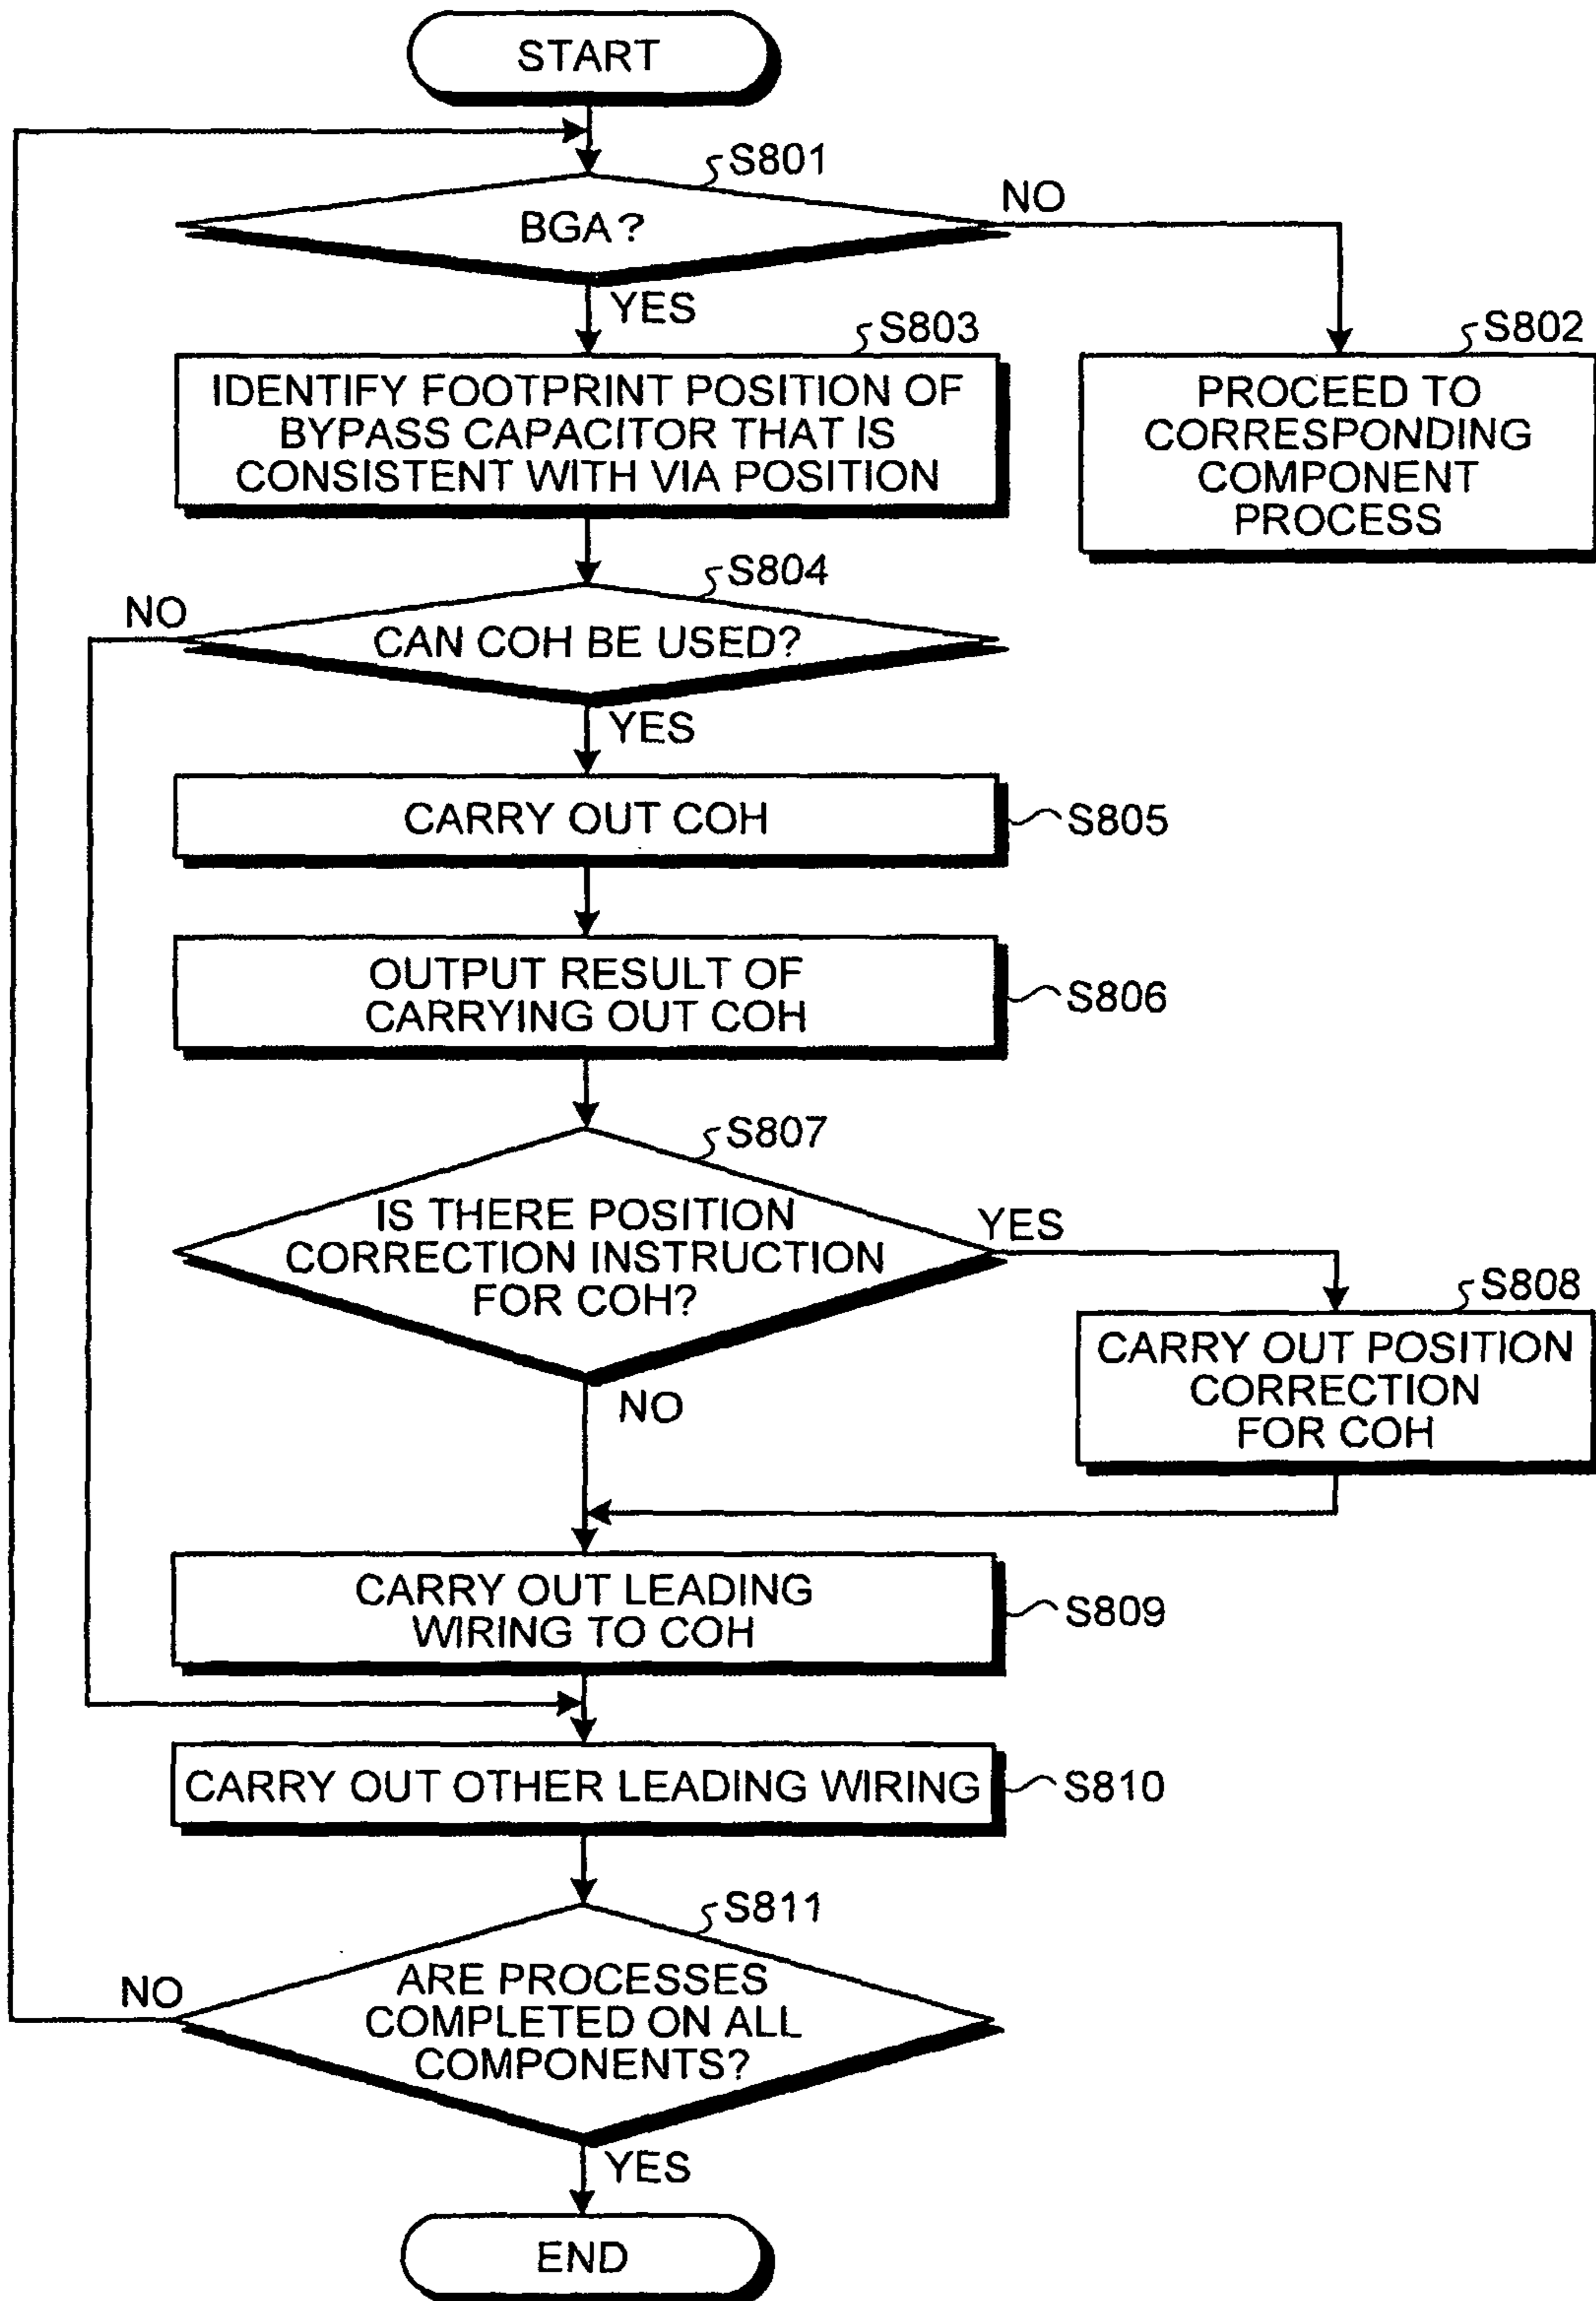 START
S801
BGA?
NO
YES
S803
IDENTIFY FOOTPRINT POSITION OF
BYPASS CAPACITOR THAT IS
CONSISTENT WITH VIA POSITION
S802
PROCEED TO
CORRESPONDING
COMPONENT
PROCESS
S804
NO
CAN COH BE USED?
YES
CARRY OUT COH
S805
OUTPUT RESULT OF
CARRYING OUT COH
S806
S807
IS THERE POSITION
CORRECTION INSTRUCTION
FOR COH?
YES
NO
S808
CARRY OUT POSITION
CORRECTION
FOR COH
CARRY OUT LEADING
WIRING TO COH
S809
CARRY OUT OTHER LEADING WIRING
S810
S811
NO
ARE PROCESSES
COMPLETED ON ALL
COMPONENTS?
YES
END